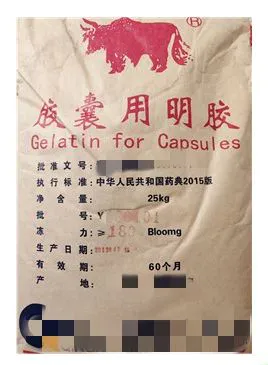 ®
胶囊用明胶
Gelatin for Capsules
批准文号:
执行标准:中华人民共和国药典2015版
净含量: 25kg
批号: Y
冻力: ≥180 Bloomg
生产日期:
有效期: 60个月
产地: